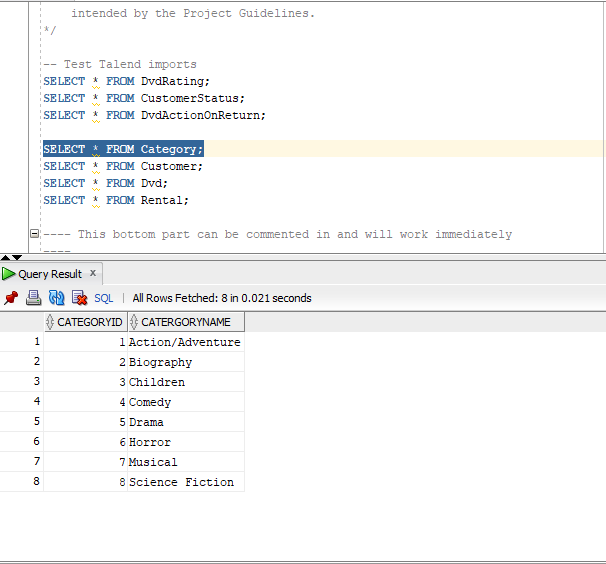 intended by the Project Guidelines.
*/
-- Test Talend imports
SELECT * FROM DvdRating;
SELECT * FROM CustomerStatus;
SELECT * FROM DvdActionOnReturn;
SELECT * FROM Category;
SELECT * FROM Customer;
SELECT * FROM Dvd;
SELECT * FROM Rental;
---- This bottom part can be commented in and will work immediately
----
Query Result x
SQL | All Rows Fetched: 8 in 0.021 seconds
CATEGORYID CATERGORYNAME
1 1 Action/Adventure
2 2 Biography
3 3 Children
4 4 Comedy
5 5 Drama
6 6 Horror
7 7 Musical
8 8 Science Fiction